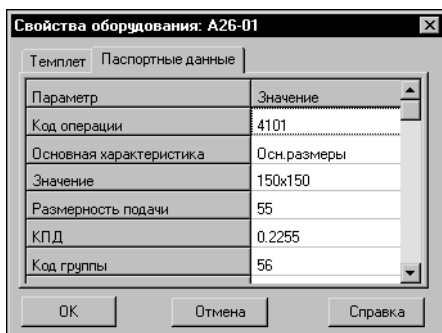 Свойства оборудования: А26-01
Темплет Паспортные данные
Параметр Значение
Код операции 4101
Основная характеристика Осн.размеры
Значение 150x150
Размерность подачи 55
КПД 0.2255
Код группы 56
OK Отмена Справка